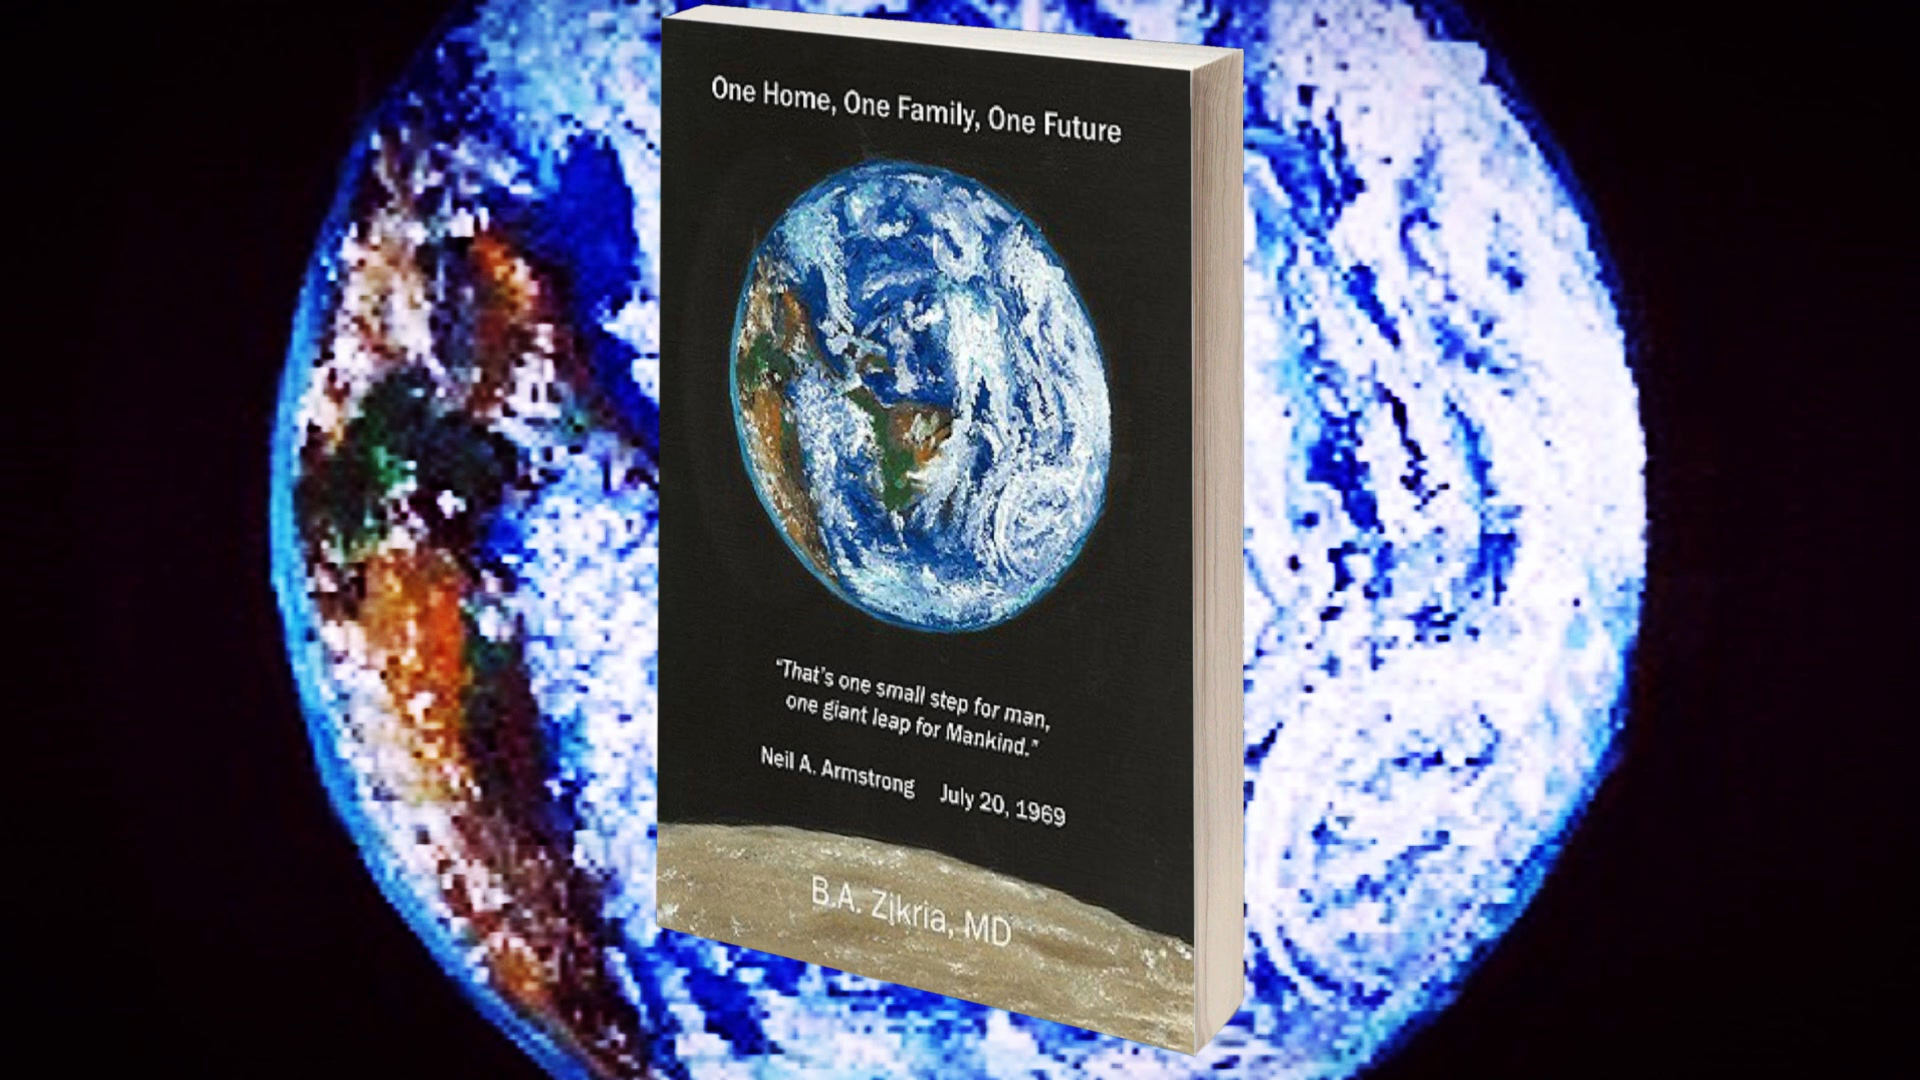 One Home, One Family, One Future
“That’s one small step for man,
one giant leap for Mankind.”
Neil A. Armstrong July 20, 1969
B.A. Zikria, MD